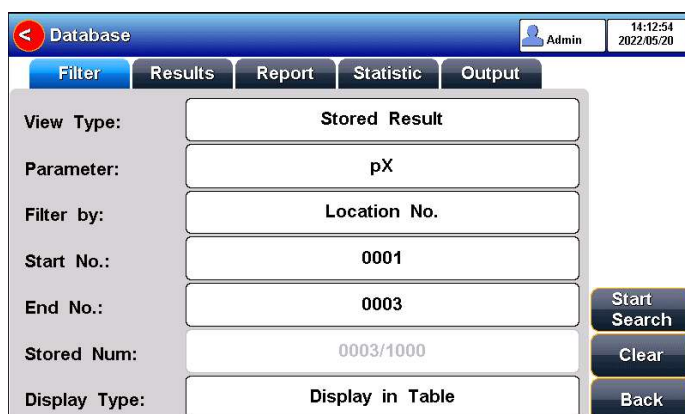 < Database
Admin
14:12:54
2022/05/20
Filter Results Report Statistic Output
View Type: Stored Result
Parameter: pX
Filter by: Location No.
Start No.: 0001
End No.: 0003
Start
Search
Stored Num: 0003/1000
Clear
Display Type: Display in Table
Back